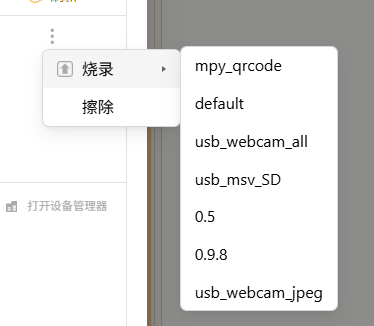 烧录
擦除
打开设备管理器
mpy_qrcode
default
usb_webcam_all
usb_msv_SD
0.5
0.9.8
usb_webcam_jpeg